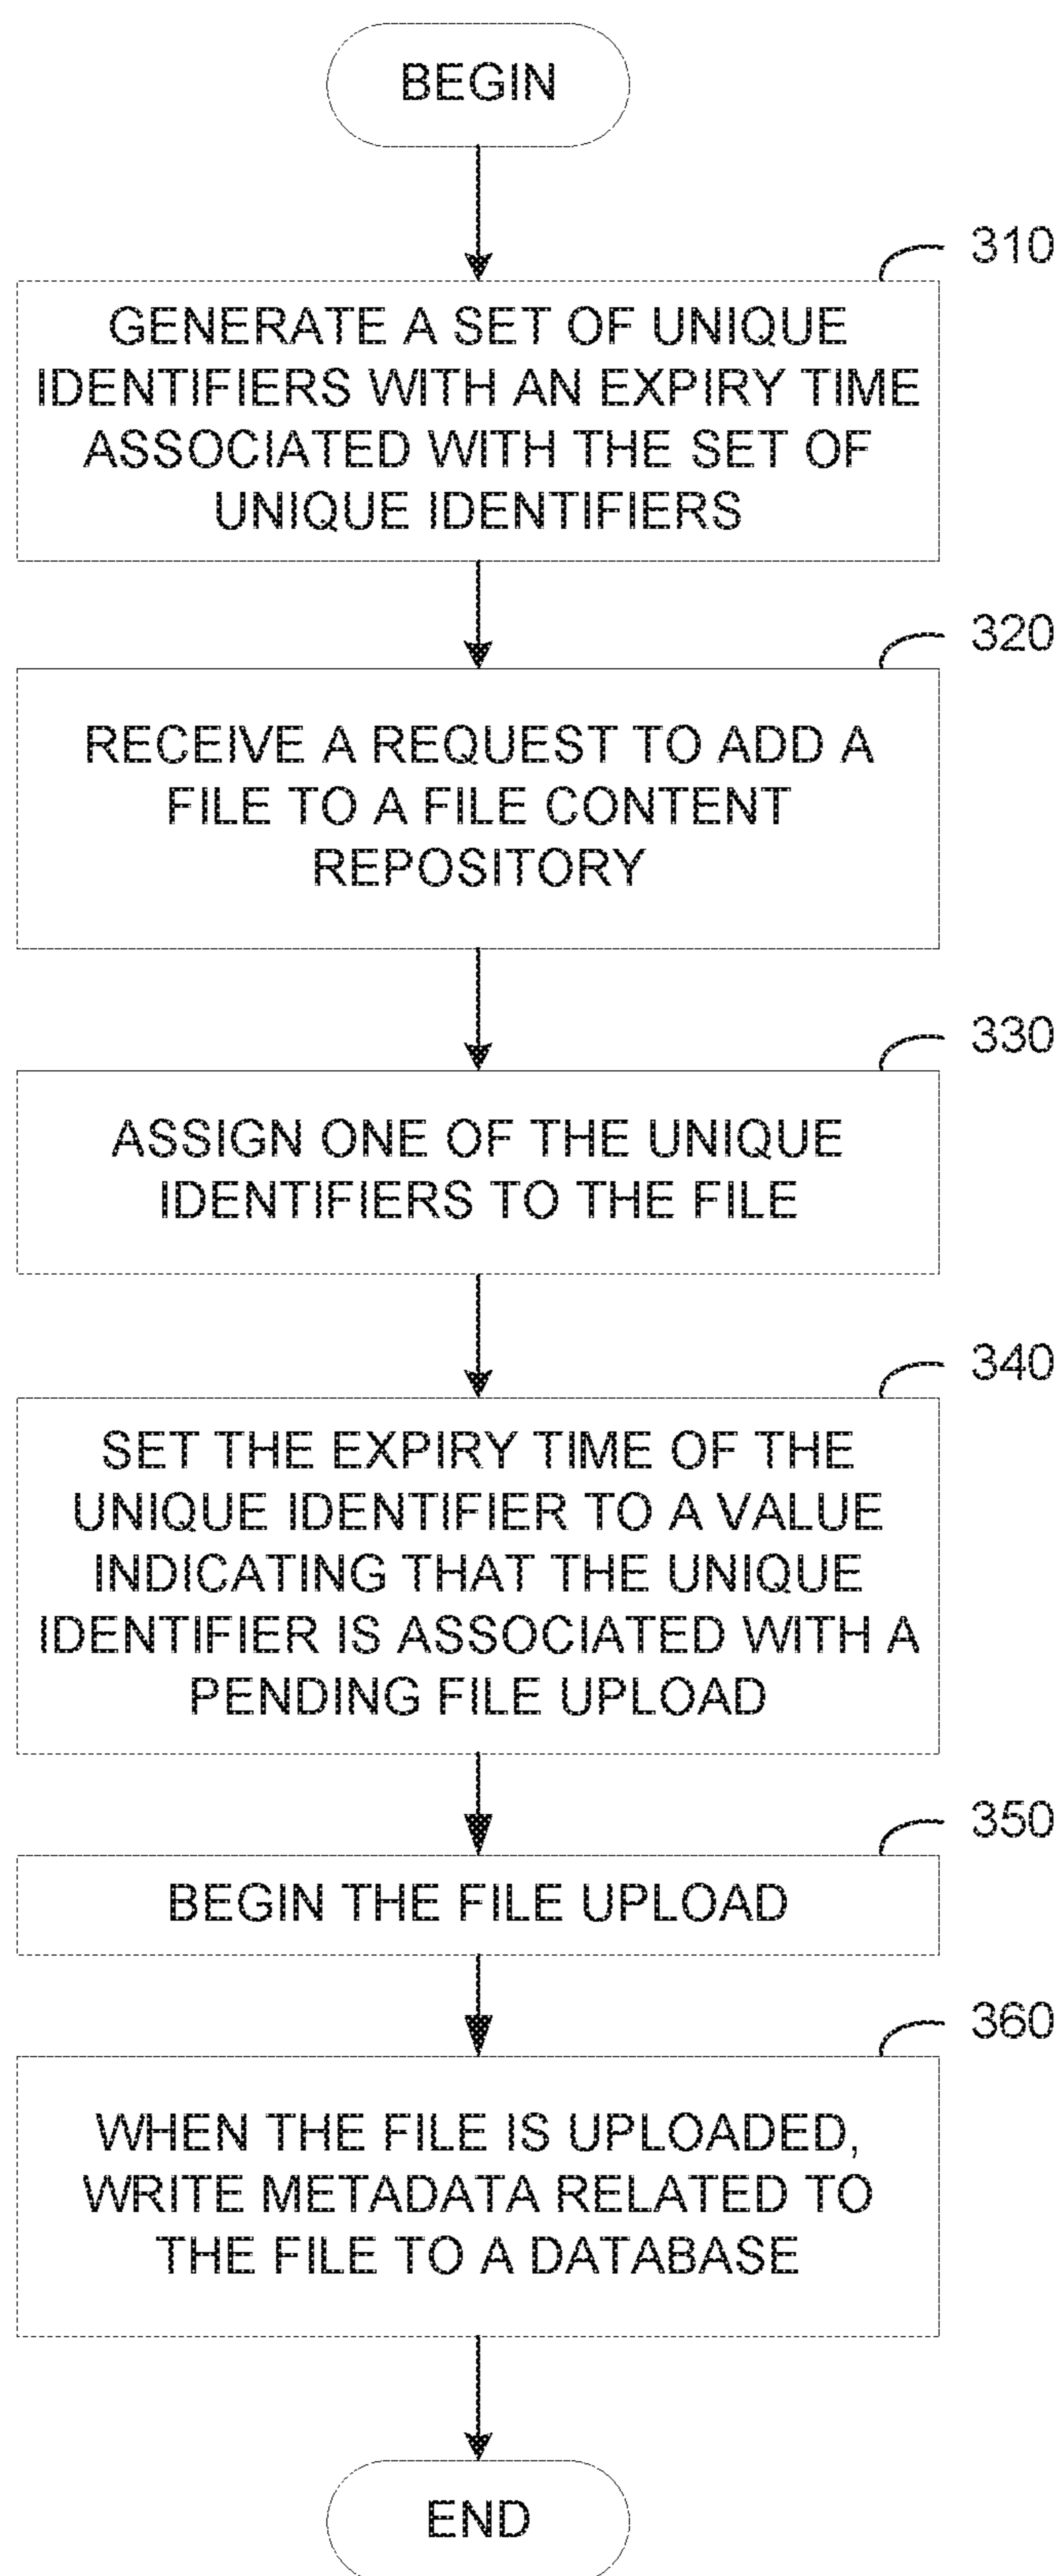 BEGIN
310
GENERATE A SET OF UNIQUE
IDENTIFIERS WITH AN EXPIRY TIME
ASSOCIATED WITH THE SET OF
UNIQUE IDENTIFIERS
320
RECEIVE A REQUEST TO ADD A
FILE TO A FILE CONTENT
REPOSITORY
330
ASSIGN ONE OF THE UNIQUE
IDENTIFIERS TO THE FILE
340
SET THE EXPIRY TIME OF THE
UNIQUE IDENTIFIER TO A VALUE
INDICATING THAT THE UNIQUE
IDENTIFIER IS ASSOCIATED WITH A
PENDING FILE UPLOAD
350
BEGIN THE FILE UPLOAD
360
WHEN THE FILE IS UPLOADED,
WRITE METADATA RELATED TO
THE FILE TO A DATABASE
END